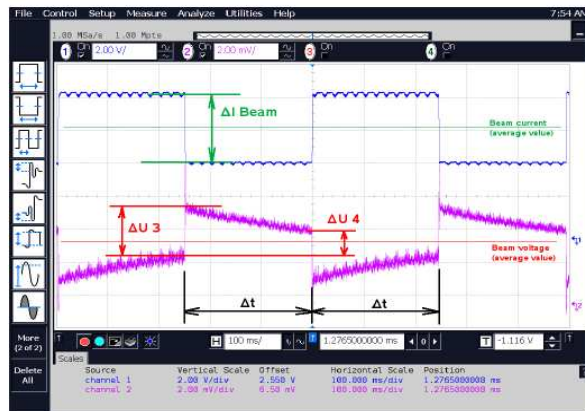 File Control Setup Measure Analyze Utilities Help 7:54 AM
1.00 MSa/s 1.00 Mpts
1 On 2.00 V/ 2 On 2.00 mV/ 3 On 4 On
Δl Beam
Beam current
(average value)
ΔU 3
ΔU 4
Beam voltage
(average value)
Δt Δt
More
(2 of 2)
Delete
All
H 100 ms/ 1.2765000000 ms 0 T -1.116 V
Scales
Source Vertical Scale Offset Horizontal Scale Position
channel 1 2.00 V/div 2.550 V 100.000 ms/div 1.2765000000 ms
channel 2 2.00 mV/div 6.50 mV 100.000 ms/div 1.2765000000 ms